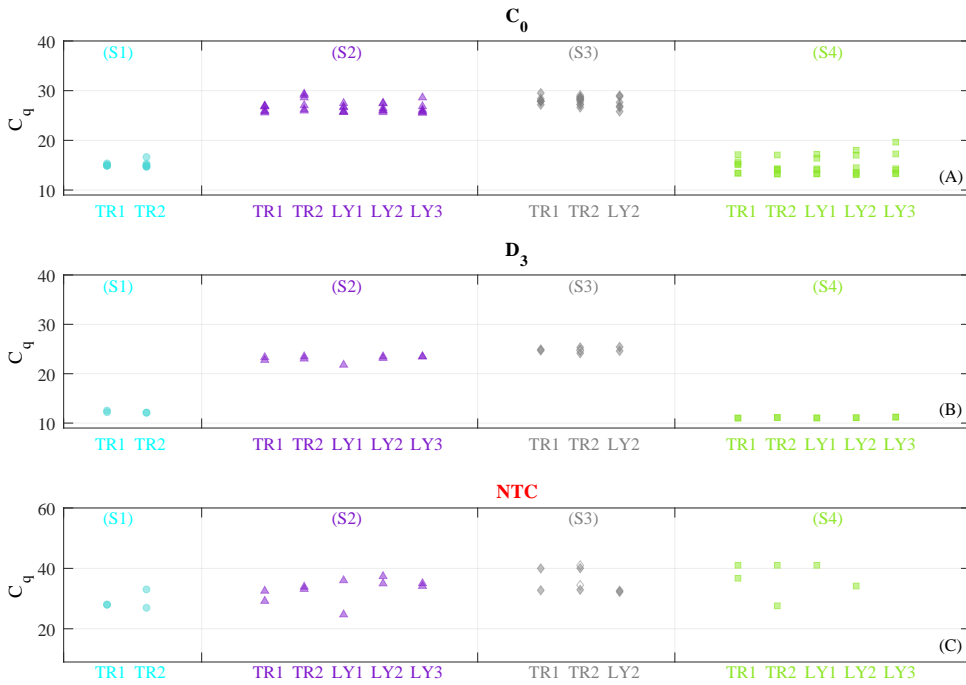 C0
40
(S1) (S2) (S3) (S4)
30
Cq
20
10
(A)
TR1 TR2 TR1 TR2 LY1 LY2 LY3 TR1 TR2 LY2 TR1 TR2 LY1 LY2 LY3
D3
40
(S1) (S2) (S3) (S4)
30
Cq
20
10
(B)
TR1 TR2 TR1 TR2 LY1 LY2 LY3 TR1 TR2 LY2 TR1 TR2 LY1 LY2 LY3
NTC
60
(S1) (S2) (S3) (S4)
40
Cq
20
(C)
TR1 TR2 TR1 TR2 LY1 LY2 LY3 TR1 TR2 LY2 TR1 TR2 LY1 LY2 LY3